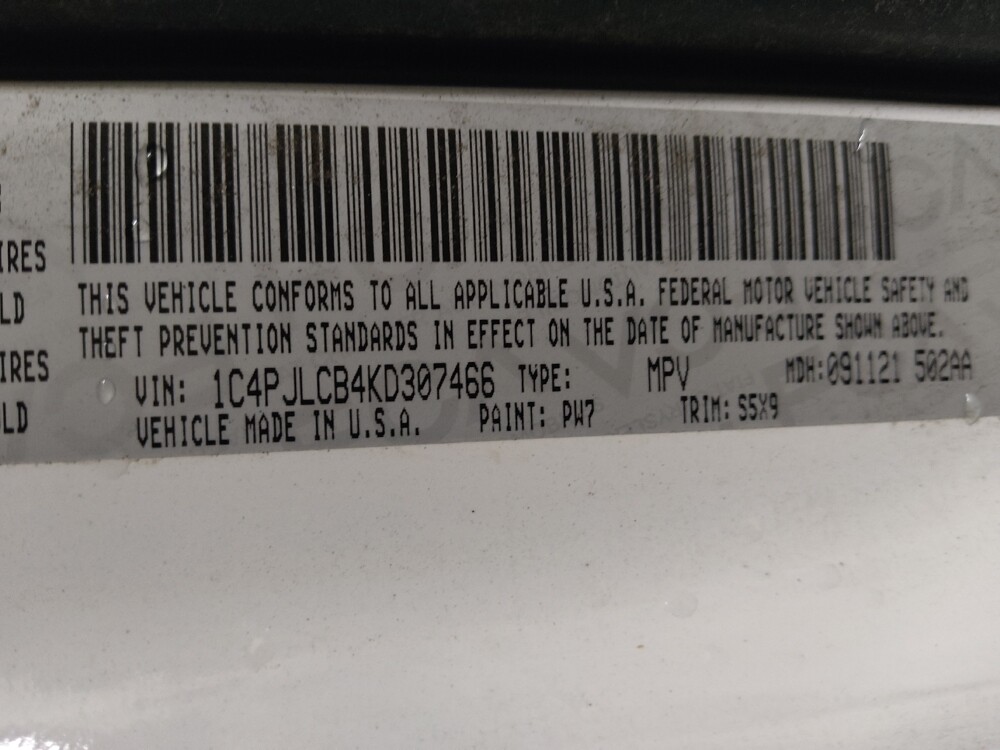 IRES
LD
IRES
LD
THIS VEHICLE CONFORMS TO ALL APPLICABLE U.S.A. FEDERAL MOTOR VEHICLE SAFETY AND
THEFT PREVENTION STANDARDS IN EFFECT ON THE DATE OF MANUFACTURE SHOWN ABOVE.
VIN: 1C4PJLCB4KD307466 TYPE: MPV MDH:091121 502AA
VEHICLE MADE IN U.S.A. PAINT: PW7 TRIM: S5X9